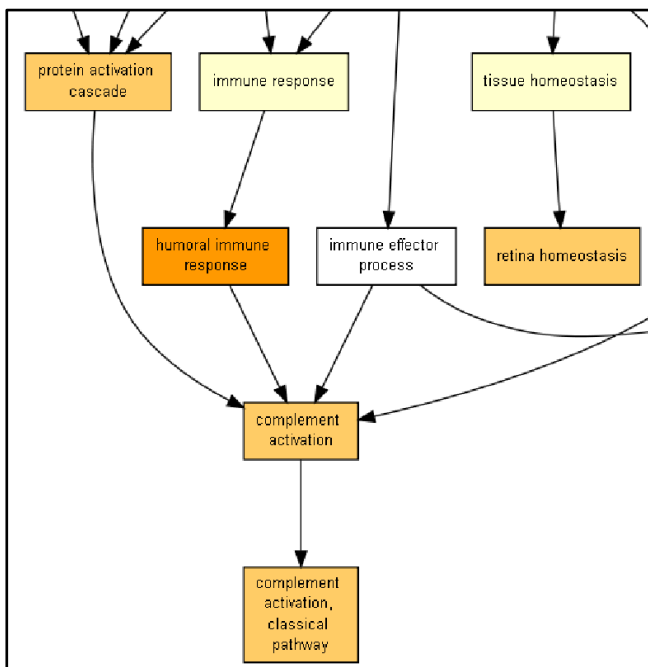 protein activation
cascade
immune response
tissue homeostasis
humoral immune
response
immune effector
process
retina homeostasis
complement
activation
complement
activation,
classical
pathway